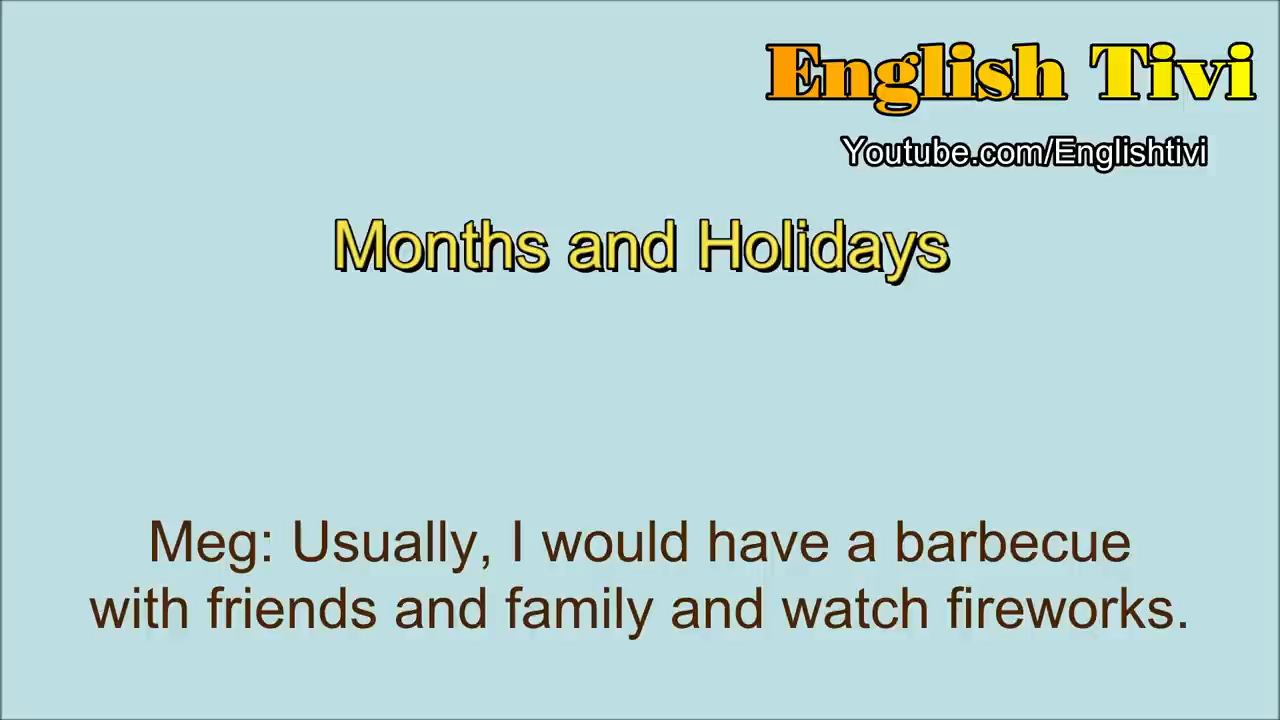 English Tivi
Youtube.com/Englishtivi
Months and Holidays
Meg: Usually, I would have a barbecue
with friends and family and watch fireworks.